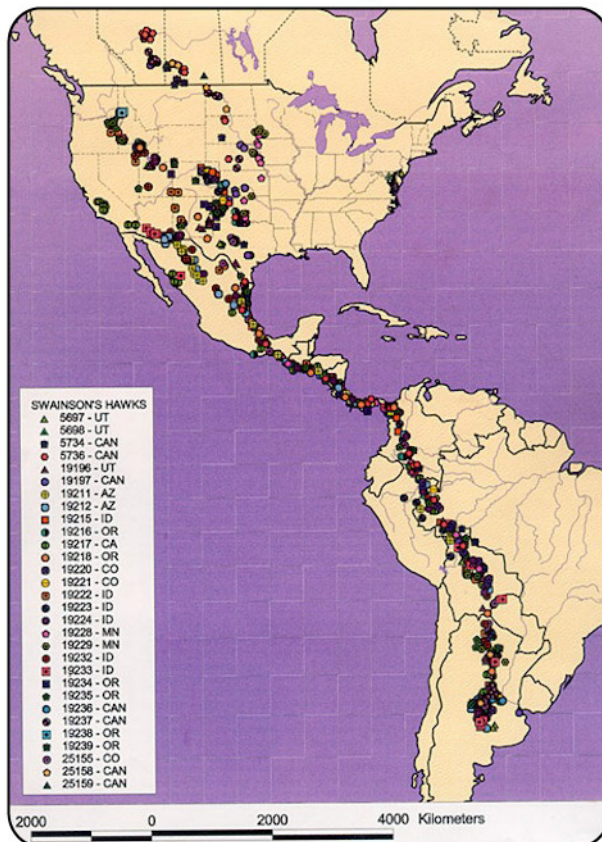 SWAINSON'S HAWKS
5697 - UT
5698 - UT
5734 - CAN
5736 - CAN
19196 - UT
19197 - CAN
19211 - AZ
19212 - AZ
19215 - ID
19216 - OR
19217 - CA
19218 - OR
19220 - CO
19221 - CO
19222 - ID
19223 - ID
19224 - ID
19228 - MN
19229 - MN
19232 - ID
19233 - ID
19234 - OR
19235 - OR
19236 - CAN
19237 - CAN
19238 - OR
19239 - OR
25155 - CO
25158 - CAN
25159 - CAN
2000 0 2000 4000 Kilometers